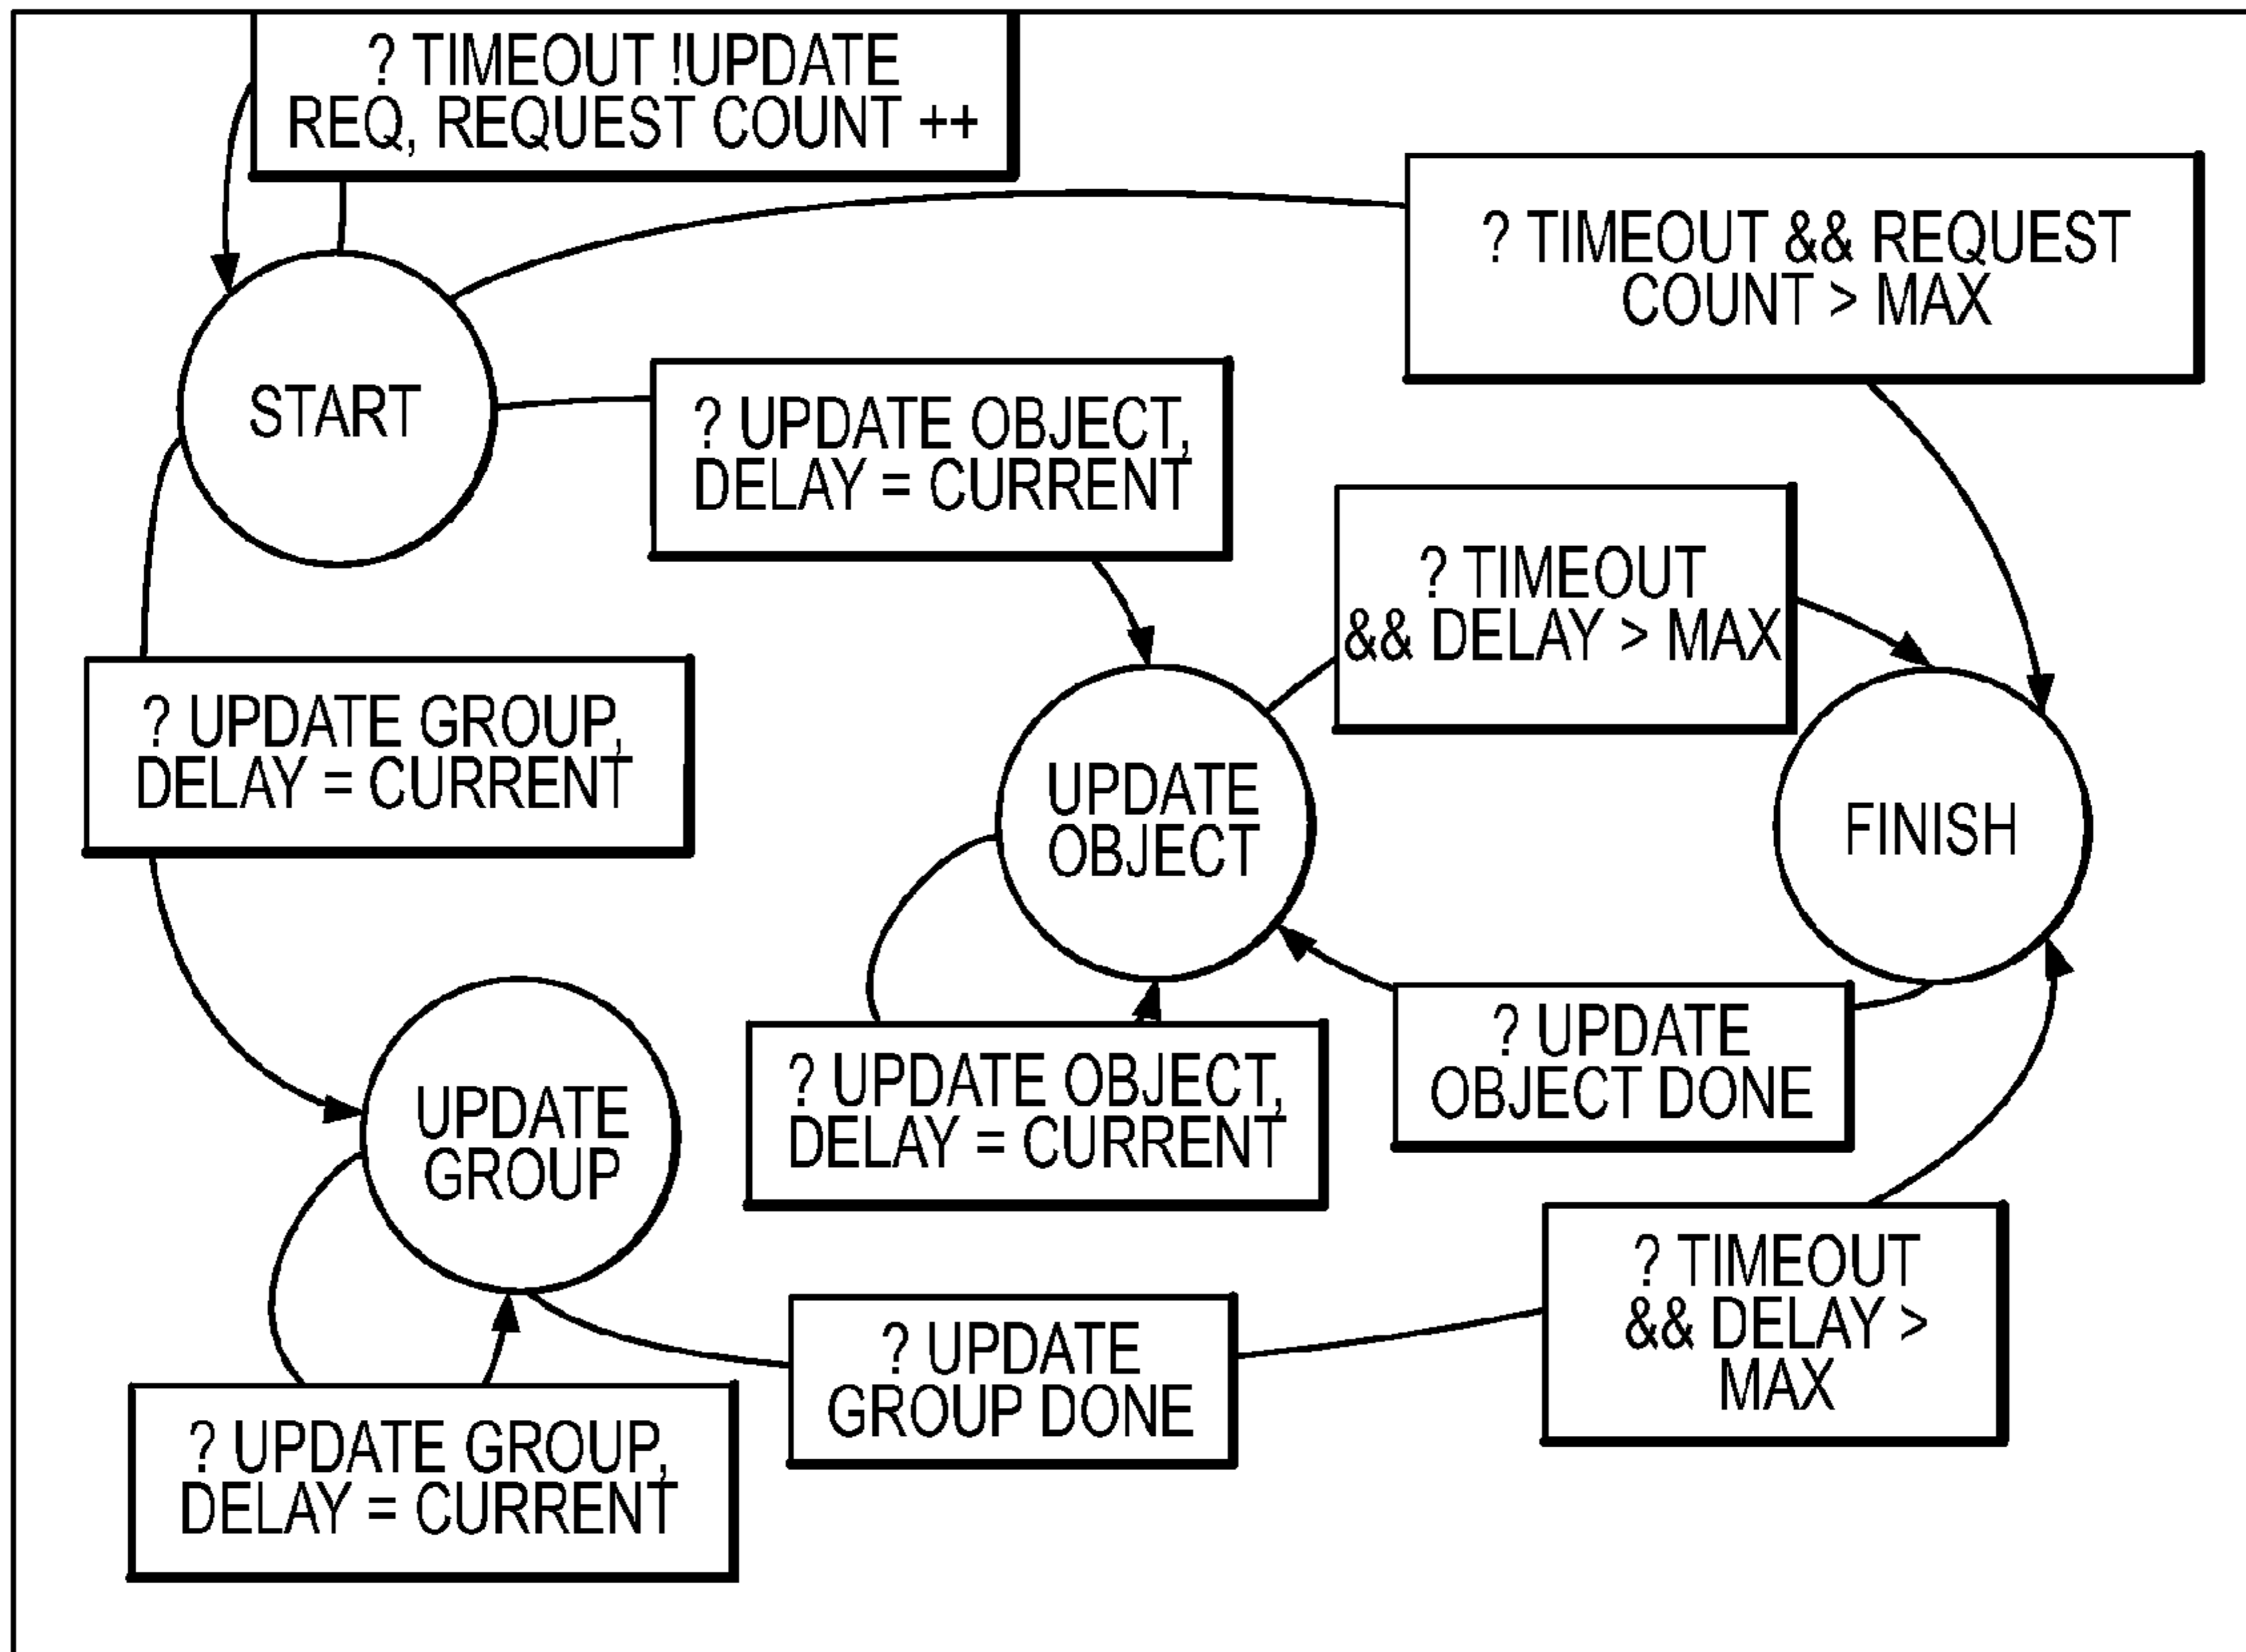 ? TIMEOUT !UPDATE
REQ, REQUEST COUNT ++
? TIMEOUT && REQUEST
COUNT > MAX
START
? UPDATE OBJECT,
DELAY = CURRENT
? TIMEOUT
&& DELAY > MAX
? UPDATE GROUP,
DELAY = CURRENT
UPDATE
OBJECT
FINISH
UPDATE
GROUP
? UPDATE OBJECT,
DELAY = CURRENT
? UPDATE
OBJECT DONE
? TIMEOUT
&& DELAY >
MAX
? UPDATE
GROUP DONE
? UPDATE GROUP,
DELAY = CURRENT